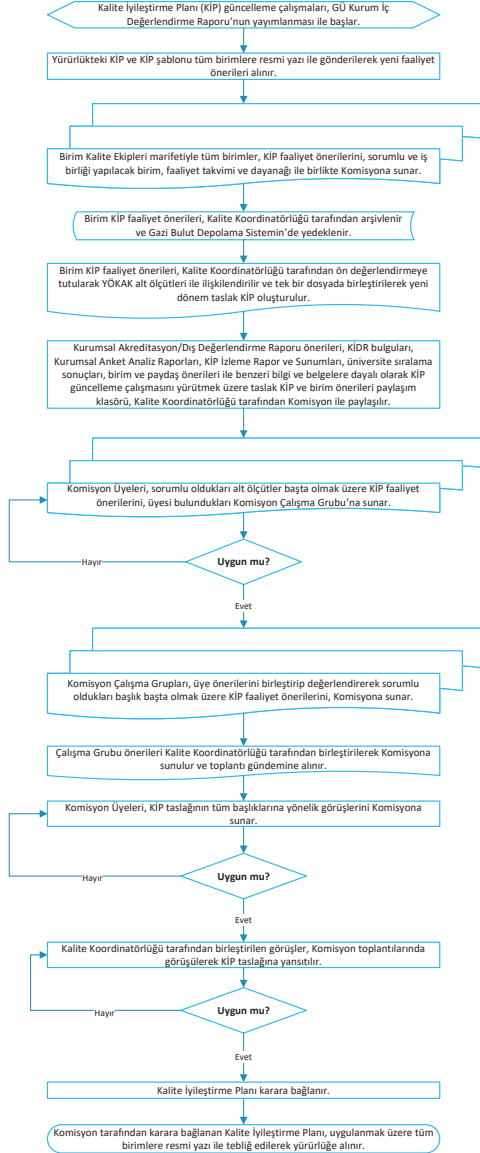 Kalite İyileştirme Planı (KİP) güncelleme çalışmaları, GÜ Kurum İç
Değerlendirme Raporu'nun yayımlanması ile başlar.
Yürürlükteki KİP ve KİP şablonu tüm birimlere resmi yazı ile gönderilerek yeni faaliyet
önerileri alınır.
Birim Kalite Ekipleri marifetiyle tüm birimler, KİP faaliyet önerilerini, sorumlu ve iş
birliği yapılacak birim, faaliyet takvimi ve dayanağı ile birlikte Komisyona sunar.
Birim KİP faaliyet önerileri, Kalite Koordinatörlüğü tarafından arşivlenir
ve Gazi Bulut Depolama Sistemin'de yedeklenir.
Birim KİP faaliyet önerileri, Kalite Koordinatörlüğü tarafından ön değerlendirmeye
tutularak YÖKAK alt ölçütleri ile ilişkilendirilir ve tek bir dosyada birleştirilerek yeni
dönem taslak KİP oluşturulur.
Kurumsal Akreditasyon/Dış Değerlendirme Raporu önerileri, KİDR bulguları,
Kurumsal Anket Analiz Raporları, KİP İzleme Rapor ve Sunumları, üniversite sıralama
sonuçları, birim ve paydaş önerileri ile benzeri bilgi ve belgelere dayalı olarak KİP
güncelleme çalışmasını yürütmek üzere taslak KİP ve birim önerileri paylaşım
klasörü, Kalite Koordinatörlüğü tarafından Komisyon ile paylaşılır.
Komisyon Üyeleri, sorumlu oldukları alt ölçütler başta olmak üzere KİP faaliyet
önerilerini, üyesi bulundukları Komisyon Çalışma Grubu'na sunar.
Hayır
Uygun mu?
Evet
Komisyon Çalışma Grupları, üye önerilerini birleştirip değerlendirerek sorumlu
oldukları başlık başta olmak üzere KİP faaliyet önerilerini, Komisyona sunar.
Çalışma Grubu önerileri Kalite Koordinatörlüğü tarafından birleştirilerek Komisyona
sunulur ve toplantı gündemine alınır.
Komisyon Üyeleri, KİP taslağının tüm başlıklarına yönelik görüşlerini Komisyona
sunar.
Hayır
Uygun mu?
Evet
Kalite Koordinatörlüğü tarafından birleştirilen görüşler, Komisyon toplantılarında
görüşülerek KİP taslağına yansıtılır.
Hayır
Uygun mu?
Evet
Kalite İyileştirme Planı karara bağlanır.
Komisyon tarafından karara bağlanan Kalite İyileştirme Planı, uygulanmak üzere tüm
birimlere resmi yazı ile tebliğ edilerek yürürlüğe alınır.